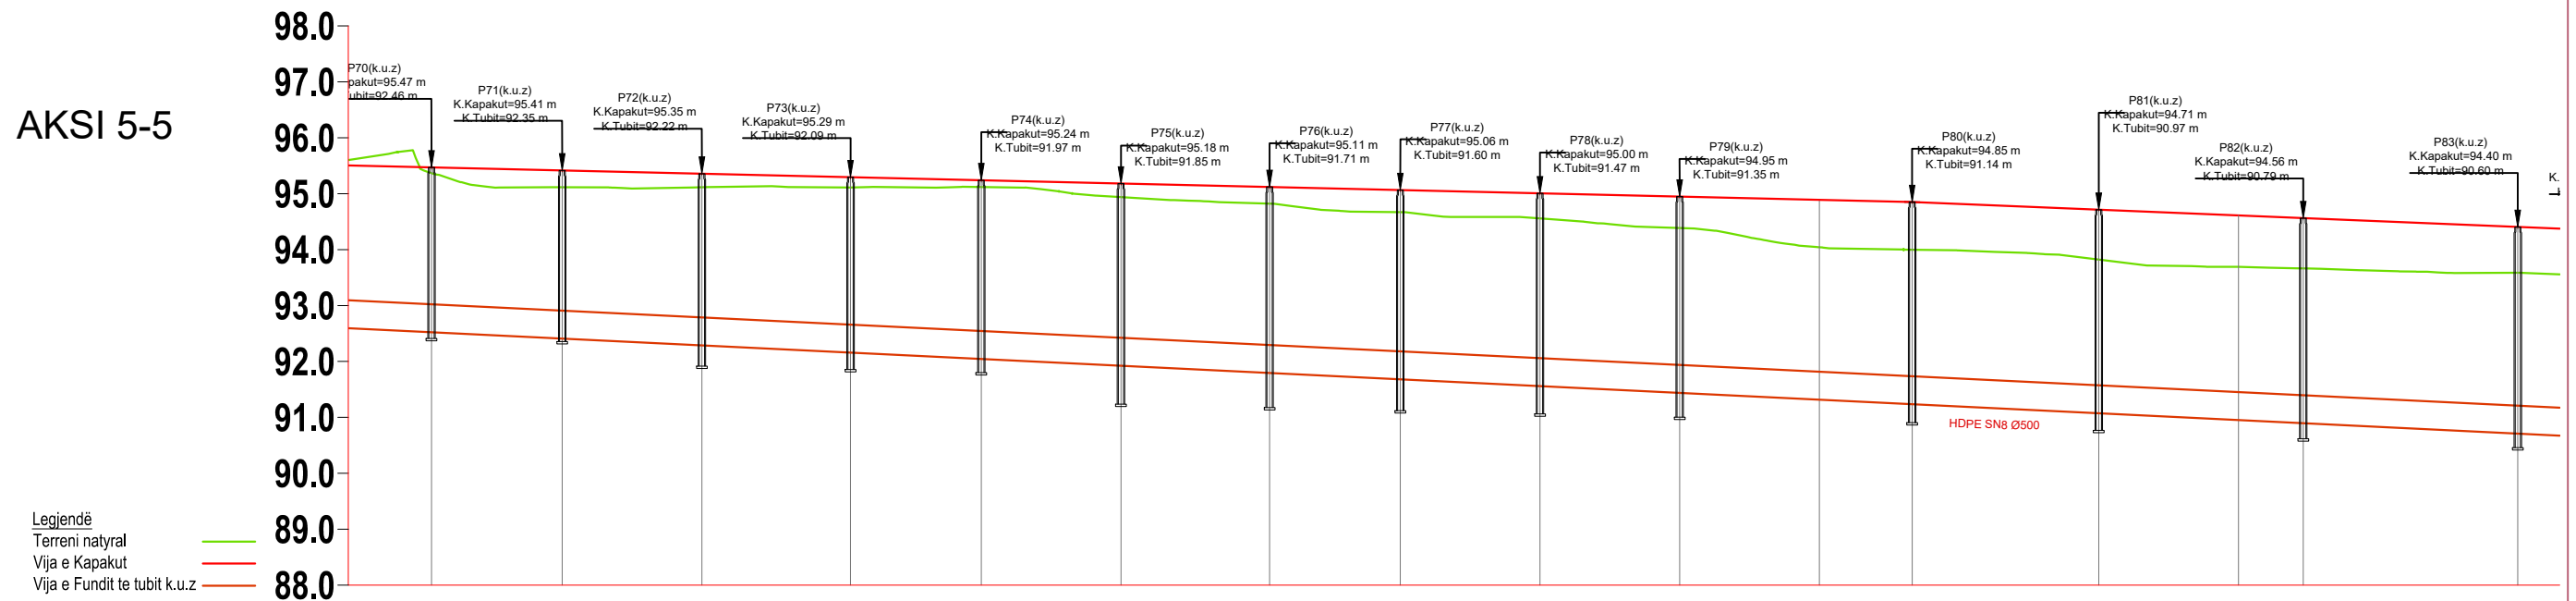 AKSI 5-5
98.0
97.0
96.0
95.0
94.0
93.0
92.0
91.0
90.0
89.0
88.0
P70(k.u.z)
pakut=95.47 m
ubit=92.46 m
P71(k.u.z)
K.Kapakut=95.41 m
K.Tubit=92.35 m
P72(k.u.z)
K.Kapakut=95.35 m
K.Tubit=92.22 m
P73(k.u.z)
K.Kapakut=95.29 m
K.Tubit=92.09 m
P74(k.u.z)
K.Kapakut=95.24 m
K.Tubit=91.97 m
P75(k.u.z)
K.Kapakut=95.18 m
K.Tubit=91.85 m
P76(k.u.z)
K.Kapakut=95.11 m
K.Tubit=91.71 m
P77(k.u.z)
K.Kapakut=95.06 m
K.Tubit=91.60 m
P78(k.u.z)
K.Kapakut=95.00 m
K.Tubit=91.47 m
P79(k.u.z)
K.Kapakut=94.95 m
K.Tubit=91.35 m
P80(k.u.z)
K.Kapakut=94.85 m
K.Tubit=91.14 m
P81(k.u.z)
K.Kapakut=94.71 m
K.Tubit=90.97 m
P82(k.u.z)
K.Kapakut=94.56 m
K.Tubit=90.79 m
P83(k.u.z)
K.Kapakut=94.40 m
K.Tubit=90.60 m
K.
HDPE SN8 Ø500
Legjendë
Terreni natyral
Vija e Kapakut
Vija e Fundit te tubit k.u.z